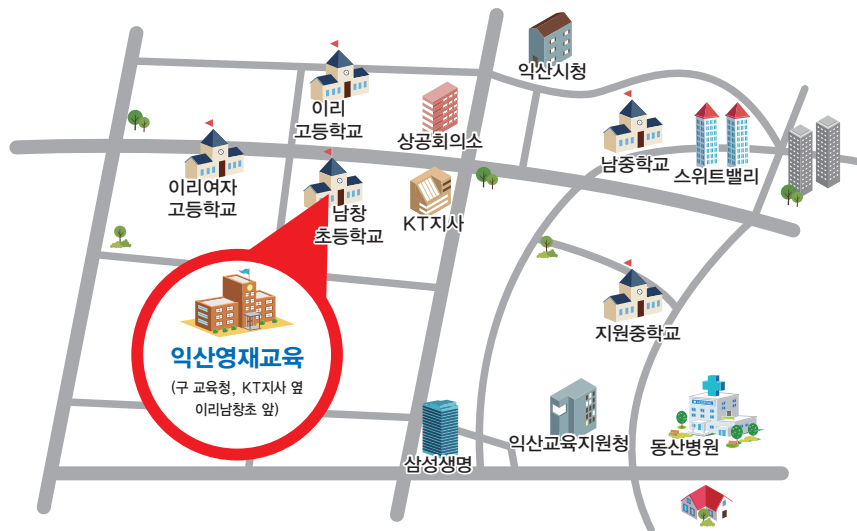 익산시청
이리
고등학교
상공회의소
남중학교
스위트밸리
이리여자
고등학교
남창
초등학교
KT지사
지원중학교
익산영재교육
(구 교육청, KT지사 옆
이리남창초 앞)
삼성생명
익산교육지원청
동산병원